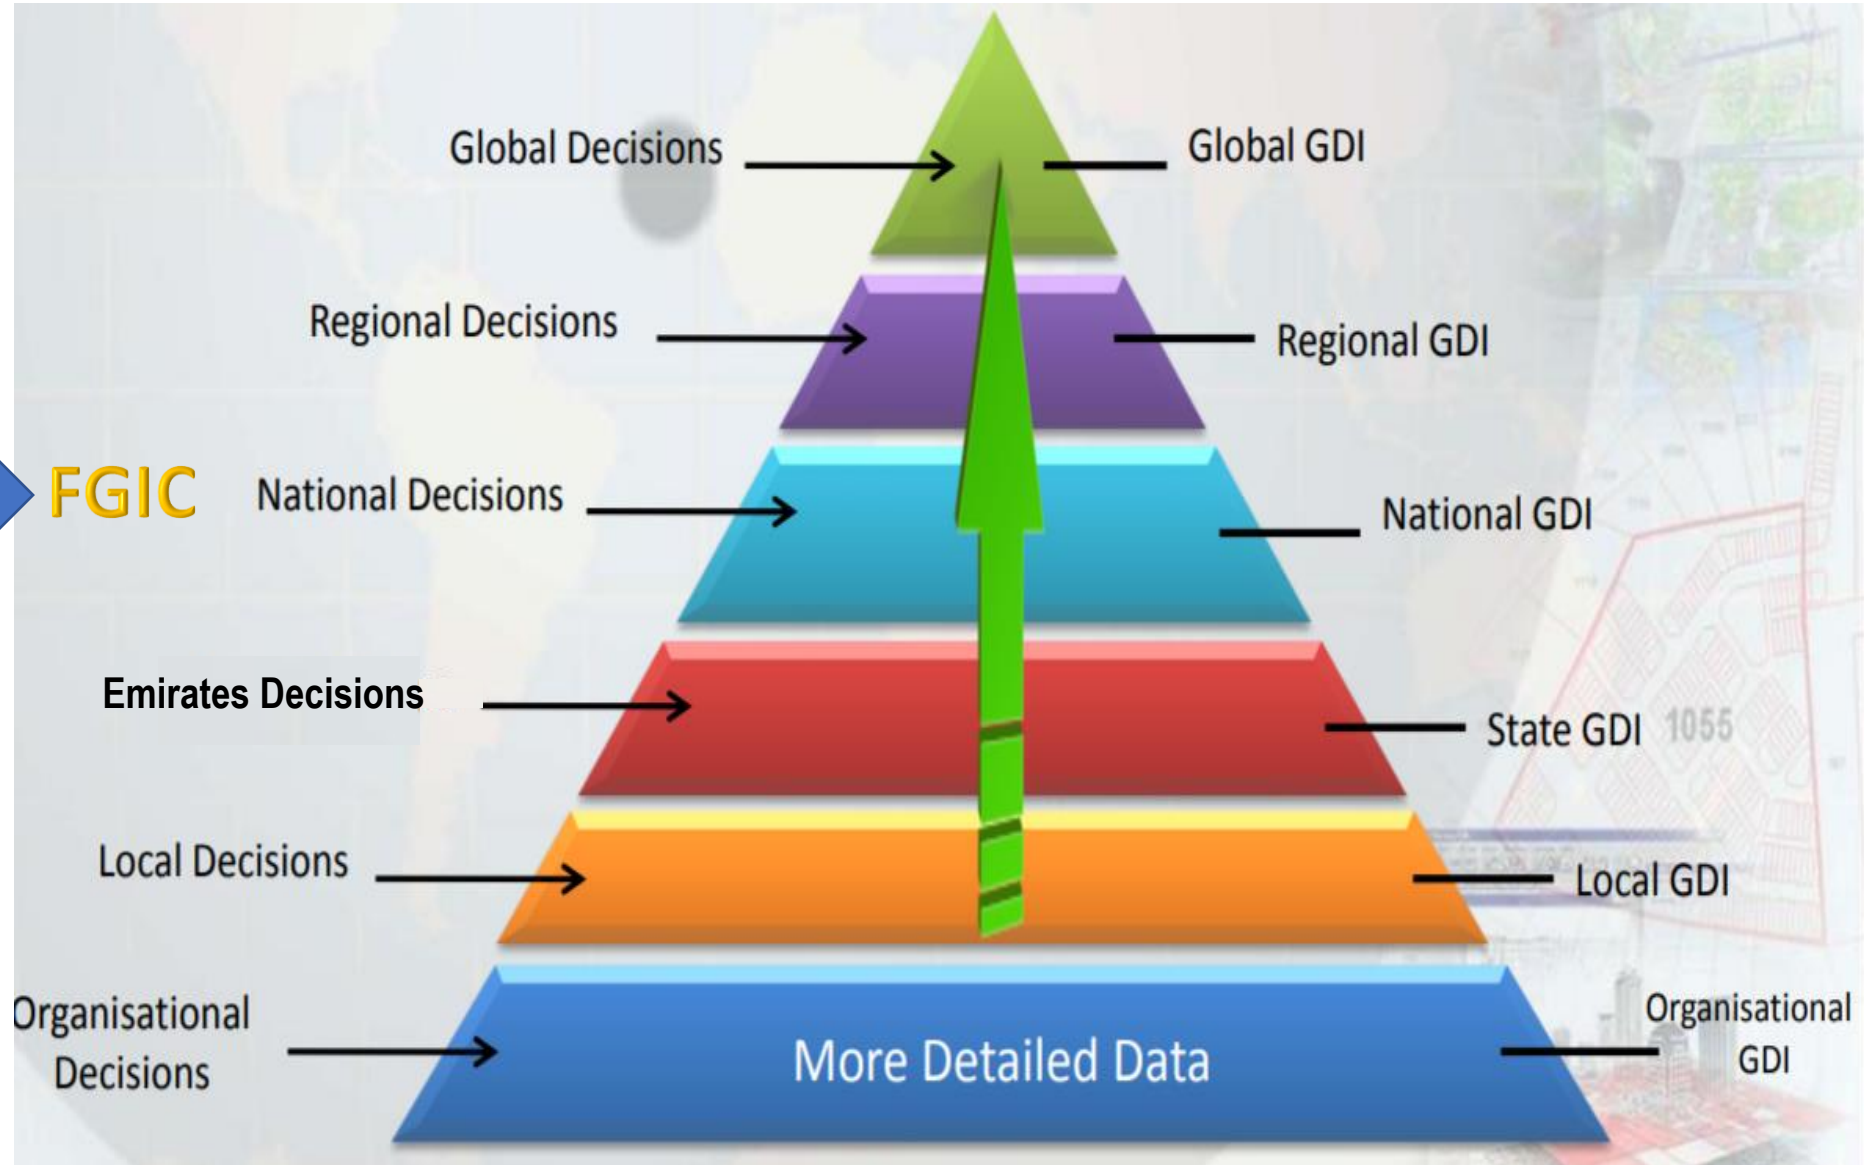 Global Decisions
Global GDI
Regional Decisions
Regional GDI
FGIC
National Decisions
National GDI
Emirates Decisions
State GDI
1055
Local Decisions
Local GDI
Organisational
Decisions
More Detailed Data
Organisational
GDI